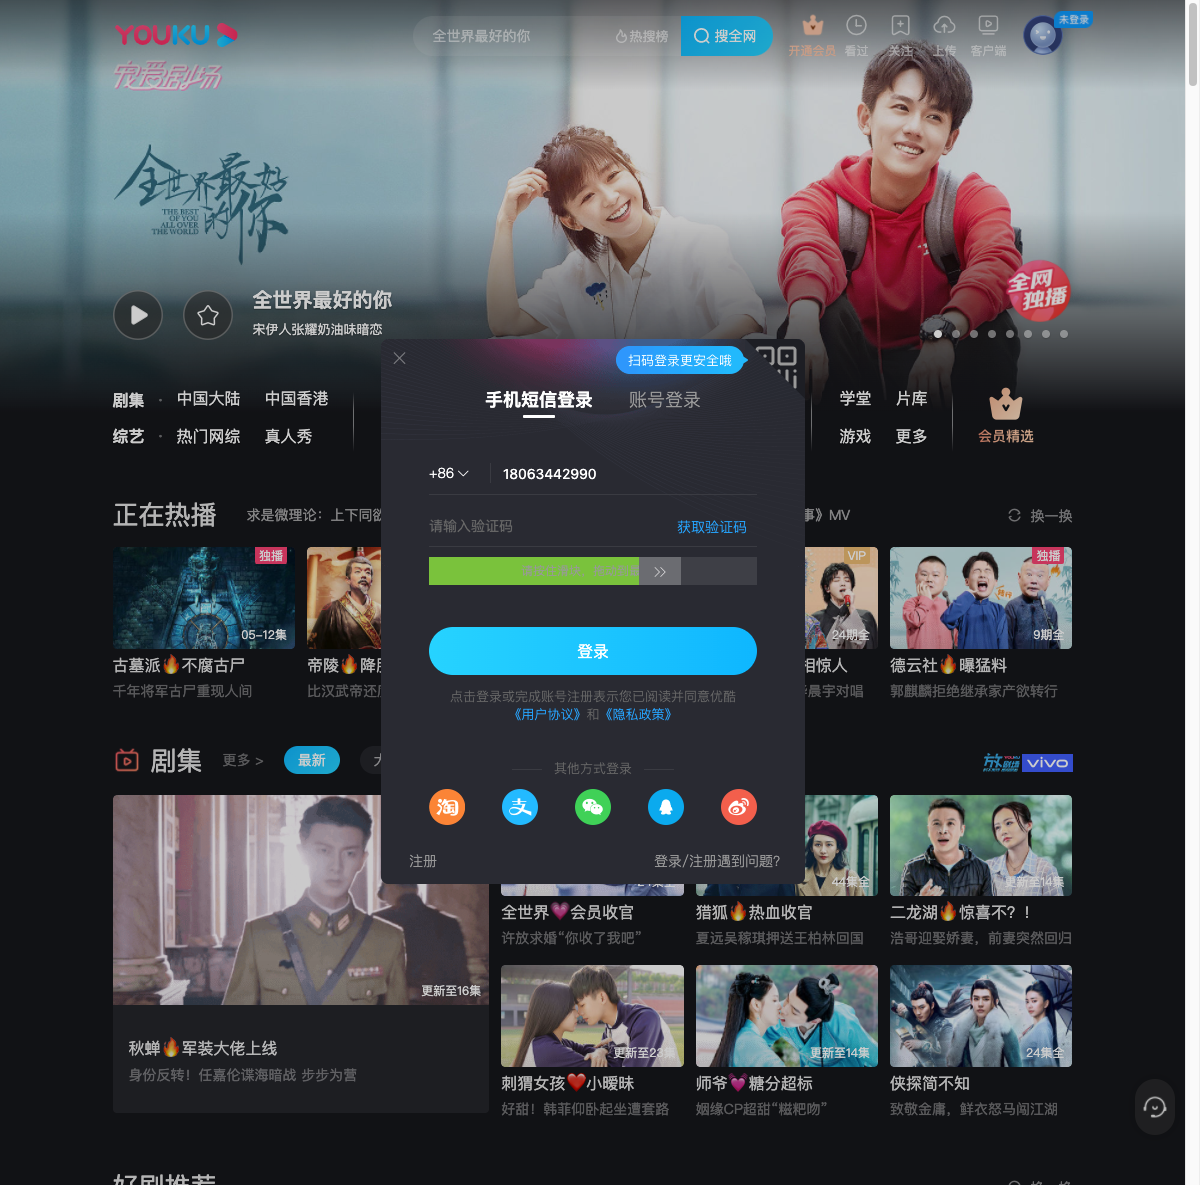 YOUKU
全世界最好的你
热搜榜
搜全网
开通会员
看过
关注
上传
客户端
未登录
宠爱剧场
全世界最好的你
THE BEST
OF YOU
ALL OVER
THE WORLD
全网
独播
全世界最好的你
宋伊人张耀奶油味暗恋
扫码登录更安全哦
手机短信登录
账号登录
剧集
中国大陆
中国香港
学堂
片库
综艺
热门网综
真人秀
游戏
更多
会员精选
+86
18063442990
请输入验证码
获取验证码
正在热播
求是微理论：上下同欲
事》MV
换一换
独播
05-12集
古墓派🔥不腐古尸
千年将军古尸重现人间
帝陵🔥降
比汉武帝还
VIP
24期全
相惊人
晨宇对唱
独播
9期全
德云社🔥曝猛料
郭麒麟拒绝继承家产欲转行
登录
点击登录或完成账号注册表示您已阅读并同意优酷
《用户协议》和《隐私政策》
剧集
更多 >
最新
vivo
其他方式登录
淘
支
注册
登录/注册遇到问题?
更新至16集
秋蝉🔥军装大佬上线
身份反转！任嘉伦谍海暗战 步步为营
全世界💗会员收官
许放求婚“你收了我吧”
44集全
猎狐🔥热血收官
夏远吴稼琪押送王柏林回国
更新至14集
二龙湖🔥惊喜不？！
浩哥迎娶娇妻，前妻突然回归
更新至23集
刺猬女孩❤️小暧昧
好甜！韩菲仰卧起坐遭套路
更新至14集
师爷💓糖分超标
姻缘CP超甜“糍粑吻”
24集全
侠探简不知
致敬金庸，鲜衣怒马闯江湖
好剧推荐
换一换